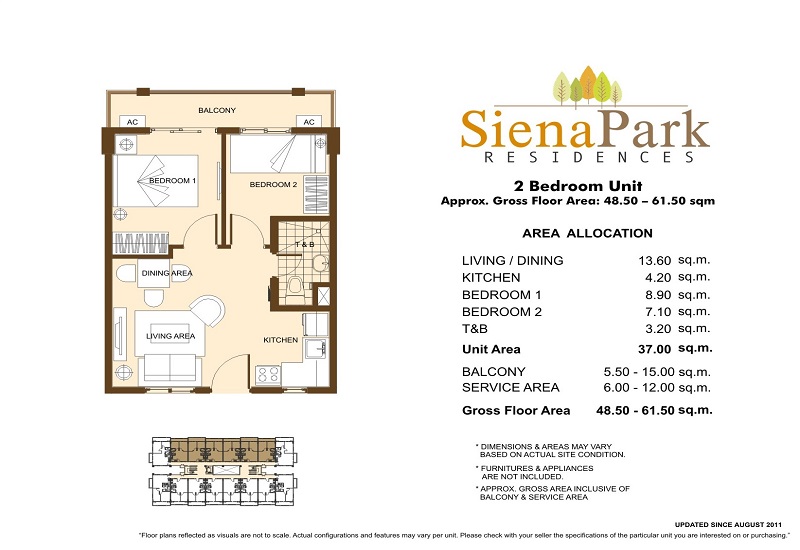 BALCONY
AC
AC
BEDROOM 1
BEDROOM 2
T & B
DINING AREA
LIVING AREA
KITCHEN
SienaPark
RESIDENCES
2 Bedroom Unit
Approx. Gross Floor Area: 48.50 – 61.50 sqm
AREA ALLOCATION
LIVING / DINING 13.60 sq.m.
KITCHEN 4.20 sq.m.
BEDROOM 1 8.90 sq.m.
BEDROOM 2 7.10 sq.m.
T&B 3.20 sq.m.
Unit Area 37.00 sq.m.
BALCONY 5.50 - 15.00 sq.m.
SERVICE AREA 6.00 - 12.00 sq.m.
Gross Floor Area 48.50 - 61.50 sq.m.
* DIMENSIONS & AREAS MAY VARY
BASED ON ACTUAL SITE CONDITION.
* FURNITURES & APPLIANCES
ARE NOT INCLUDED.
* APPROX. GROSS AREA INCLUSIVE OF
BALCONY & SERVICE AREA
UPDATED SINCE AUGUST 2011
"Floor plans reflected as visuals are not to scale. Actual configurations and features may vary per unit. Please check with your seller the specifications of the particular unit you are interested on or purchasing."